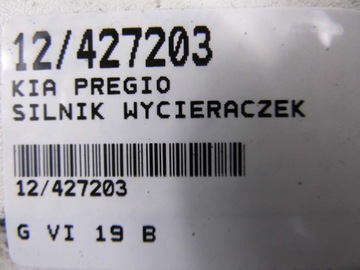 12/427203
KIA PREGIO
SILNIK WYCIERACZEK
12/427203
G VI 19 B